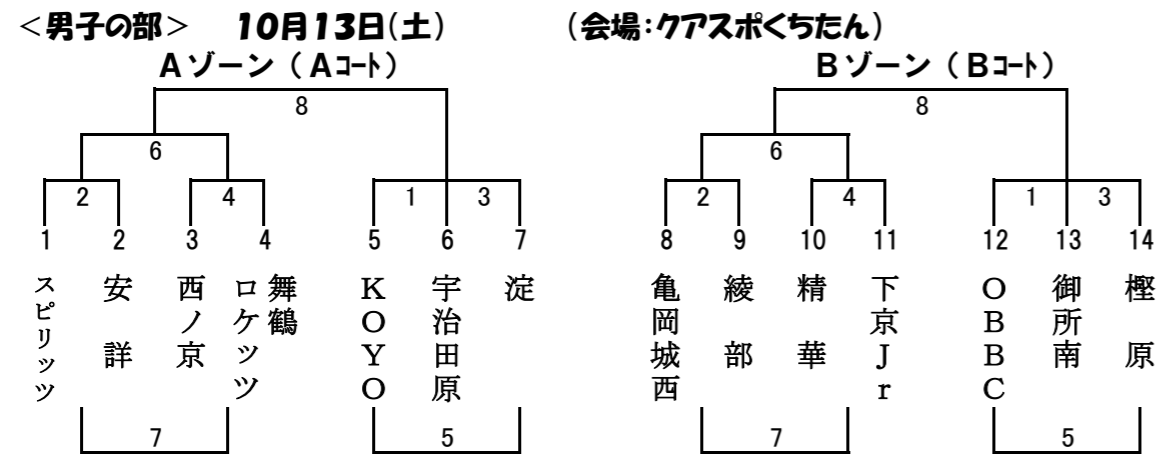 ＜男子の部＞　10月13日(土)　(会場:クアスポくちたん)
Aゾーン（Aｺｰﾄ）　Bゾーン（Bｺｰﾄ）
8　8
6　6
2　4　1　3　2　4　1　3
1　2　3　4　5　6　7　8　9　10　11　12　13　14
スピリッツ
安詳
西ノ京
舞鶴
ロケッツ
KOYO
宇治田原
淀
亀岡城西
綾部
精華
下京Jr
OBBC
御所南
樫原
7　5　7　5